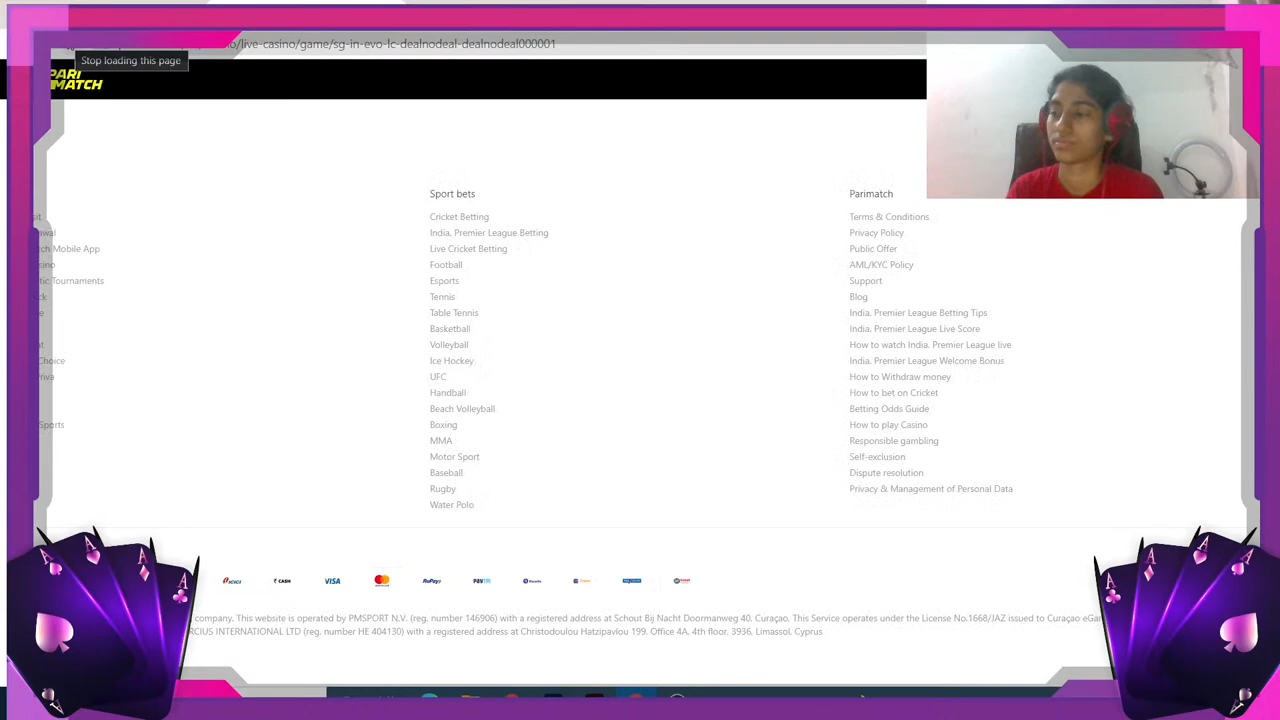 /live-casino/game/sg-in-evo-lc-dealnodeal-dealnodeal000001
Stop loading this page
PARI
MATCH
tch Mobile App
tic Tournaments
Choice
Sports
Sport bets
Cricket Betting
India. Premier League Betting
Live Cricket Betting
Football
Esports
Tennis
Table Tennis
Basketball
Volleyball
Ice Hockey
UFC
Handball
Beach Volleyball
Boxing
MMA
Motor Sport
Baseball
Rugby
Water Polo
Parimatch
Terms & Conditions
Privacy Policy
Public Offer
AML/KYC Policy
Support
Blog
India. Premier League Betting Tips
India. Premier League Live Score
How to watch India. Premier League live
India. Premier League Welcome Bonus
How to Withdraw money
How to bet on Cricket
Betting Odds Guide
How to play Casino
Responsible gambling
Self-exclusion
Dispute resolution
Privacy & Management of Personal Data
ICICI ₹ CASH VISA RuPay PAYTM
company. This website is operated by PMSPORT N.V. (reg. number 146906) with a registered address at Schout Bij Nacht Doormanweg 40, Curaçao. This Service operates under the License No.1668/JAZ issued to Curaçao eGa
RCIUS INTERNATIONAL LTD (reg. number HE 404130) with a registered address at Christodoulou Hatzipavlou 199, Office 4A, 4th floor, 3936, Limassol, Cyprus